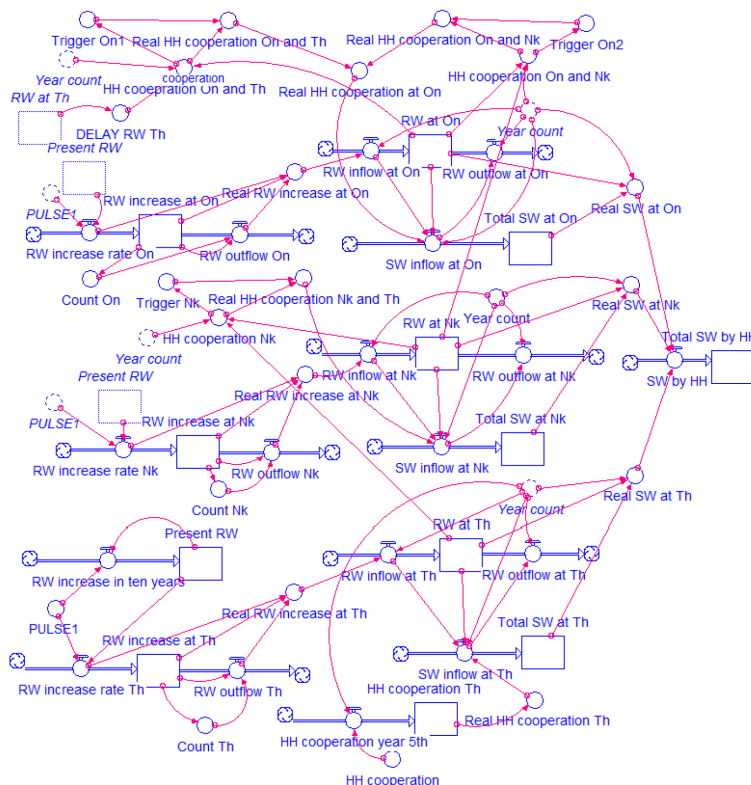 Trigger On1
Real HH cooperation On and Th
Real HH cooperation On and Nk
Trigger On2
Year count
cooperation
HH cooperation On and Th
Real HH cooperation at On
HH cooperation On and Nk
RW at Th
DELAY RW Th
RW at On
Year count
Present RW
RW inflow at On
RW outflow at On
PULSE1
RW increase at On
Real RW increase at On
Real SW at On
Total SW at On
RW increase rate On
RW outflow On
SW inflow at On
Count On
Trigger Nk
Real HH cooperation Nk and Th
Year count
Real SW at Nk
HH cooperation Nk
RW at Nk
Total SW by HH
Year count
Present RW
RW inflow at Nk
RW outflow at Nk
SW by HH
Real RW increase at Nk
PULSE1
RW increase at Nk
Total SW at Nk
RW increase rate Nk
RW outflow Nk
SW inflow at Nk
Count Nk
Real SW at Th
Year count
RW at Th
Present RW
RW increase in ten years
RW inflow at Th
RW outflow at Th
PULSE1
Real RW increase at Th
RW increase at Th
Total SW at Th
RW increase rate Th
RW outflow Th
SW inflow at Th
HH cooperation Th
Count Th
HH cooperation year 5th
Real HH cooperation Th
HH cooperation